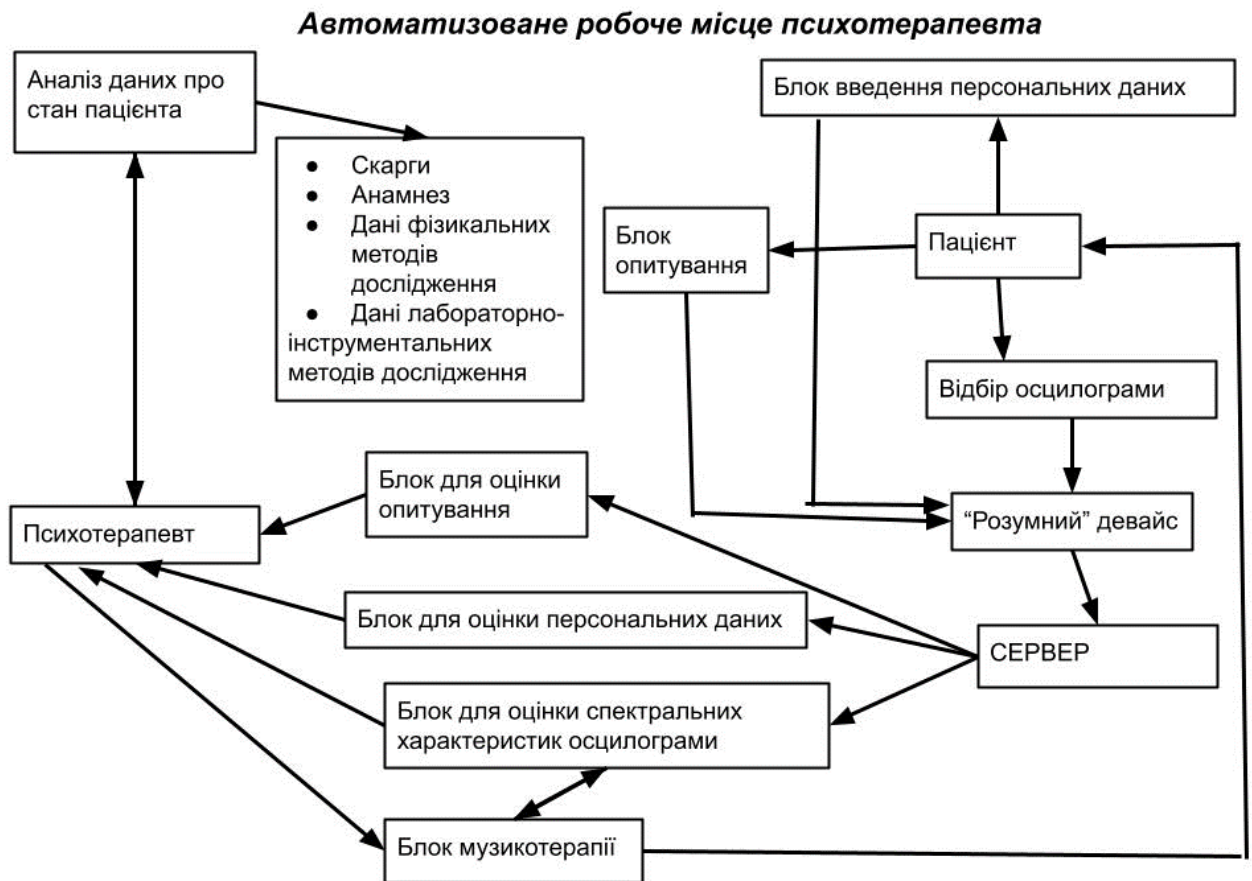 Автоматизоване робоче місце психотерапевта
Аналіз даних про
стан пацієнта
Блок введення персональних даних
● Скарги
● Анамнез
● Дані фізикальних
методів
дослідження
● Дані лабораторно-
інструментальних
методів дослідження
Блок
опитування
Пацієнт
Відбір осцилограми
Блок для оцінки
опитування
Психотерапевт
“Розумний” девайс
Блок для оцінки персональних даних
СЕРВЕР
Блок для оцінки спектральних
характеристик осцилограми
Блок музикотерапії